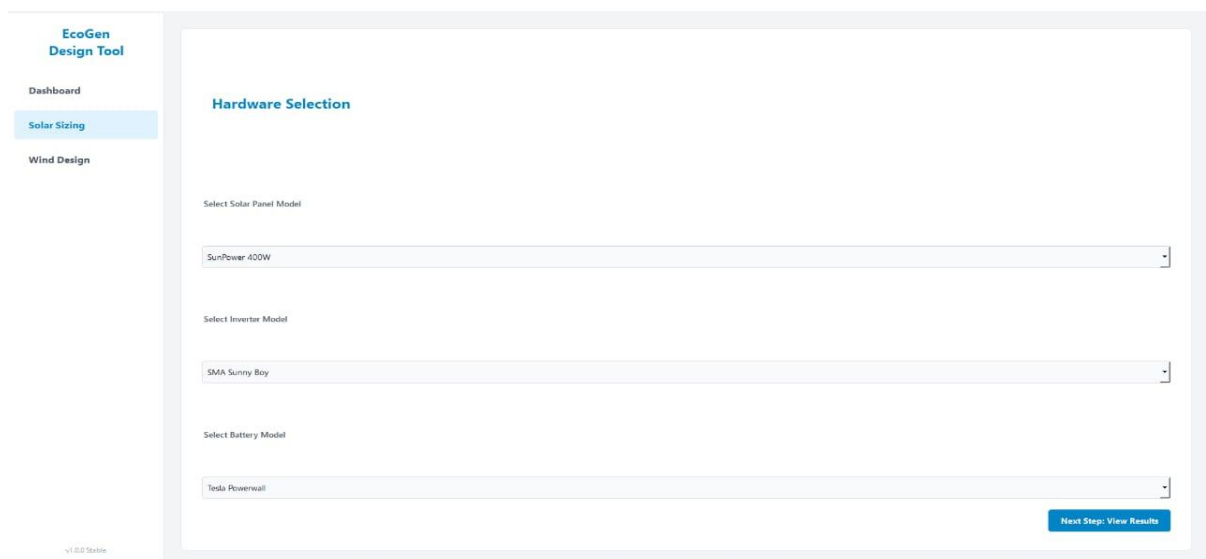 EcoGen
Design Tool
Dashboard
Solar Sizing
Wind Design
v1.0.0 Stable
Hardware Selection
Select Solar Panel Model
SunPower 400W
Select Inverter Model
SMA Sunny Boy
Select Battery Model
Tesla Powerwall
Next Step: View Results